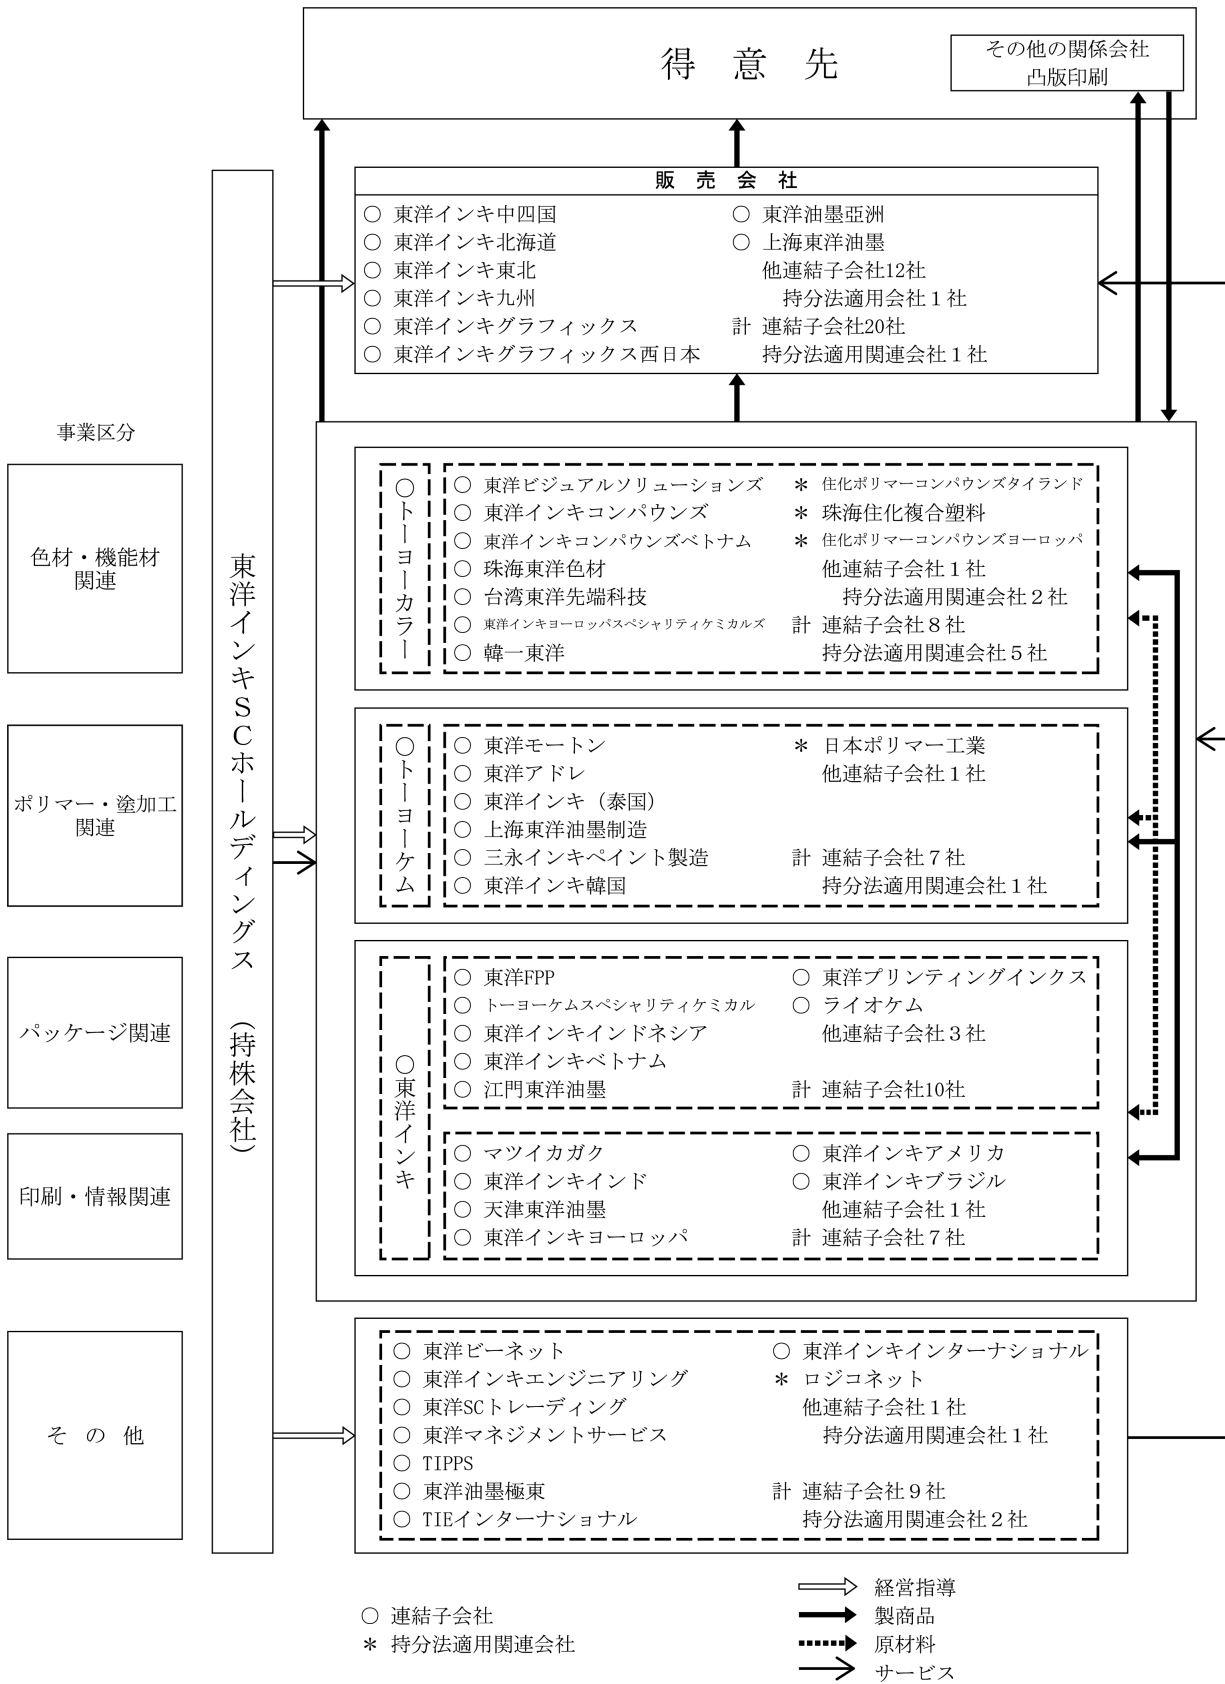 得意先
その他の関係会社
凸版印刷
販売会社
○ 東洋インキ中四国
○ 東洋インキ北海道
○ 東洋インキ東北
○ 東洋インキ九州
○ 東洋インキグラフィックス
○ 東洋インキグラフィックス西日本
○ 東洋油墨亞洲
○ 上海東洋油墨
他連結子会社12社
持分法適用会社１社
計 連結子会社20社
持分法適用関連会社１社
事業区分
色材・機能材
関連
ポリマー・塗加工
関連
パッケージ関連
印刷・情報関連
その他
東洋インキSCホールディングス（持株会社）
○トーヨーカラー
○ 東洋ビジュアルソリューションズ
○ 東洋インキコンパウンズ
○ 東洋インキコンパウンズベトナム
○ 珠海東洋色材
○ 台湾東洋先端科技
○ 東洋インキヨーロッパスペシャリティケミカルズ
○ 韓一東洋
＊ 住化ポリマーコンパウンズタイランド
＊ 珠海住化複合塑料
＊ 住化ポリマーコンパウンズヨーロッパ
他連結子会社１社
持分法適用関連会社２社
計 連結子会社８社
持分法適用関連会社５社
○トーヨーケム
○ 東洋モートン
○ 東洋アドレ
○ 東洋インキ（泰国）
○ 上海東洋油墨制造
○ 三永インキペイント製造
○ 東洋インキ韓国
＊ 日本ポリマー工業
他連結子会社１社
計 連結子会社７社
持分法適用関連会社１社
○東洋インキ
○ 東洋FPP
○ トーヨーケムスペシャリティケミカル
○ 東洋インキインドネシア
○ 東洋インキベトナム
○ 江門東洋油墨
○ 東洋プリンティングインクス
○ ライオケム
他連結子会社３社
計 連結子会社10社
○ マツイカガク
○ 東洋インキインド
○ 天津東洋油墨
○ 東洋インキヨーロッパ
○ 東洋インキアメリカ
○ 東洋インキブラジル
他連結子会社１社
計 連結子会社７社
○ 東洋ビーネット
○ 東洋インキエンジニアリング
○ 東洋SCトレーディング
○ 東洋マネジメントサービス
○ TIPPS
○ 東洋油墨極東
○ TIEインターナショナル
○ 東洋インキインターナショナル
＊ ロジコネット
他連結子会社１社
持分法適用関連会社１社
計 連結子会社９社
持分法適用関連会社２社
○ 連結子会社
＊ 持分法適用関連会社
経営指導
製商品
原材料
サービス